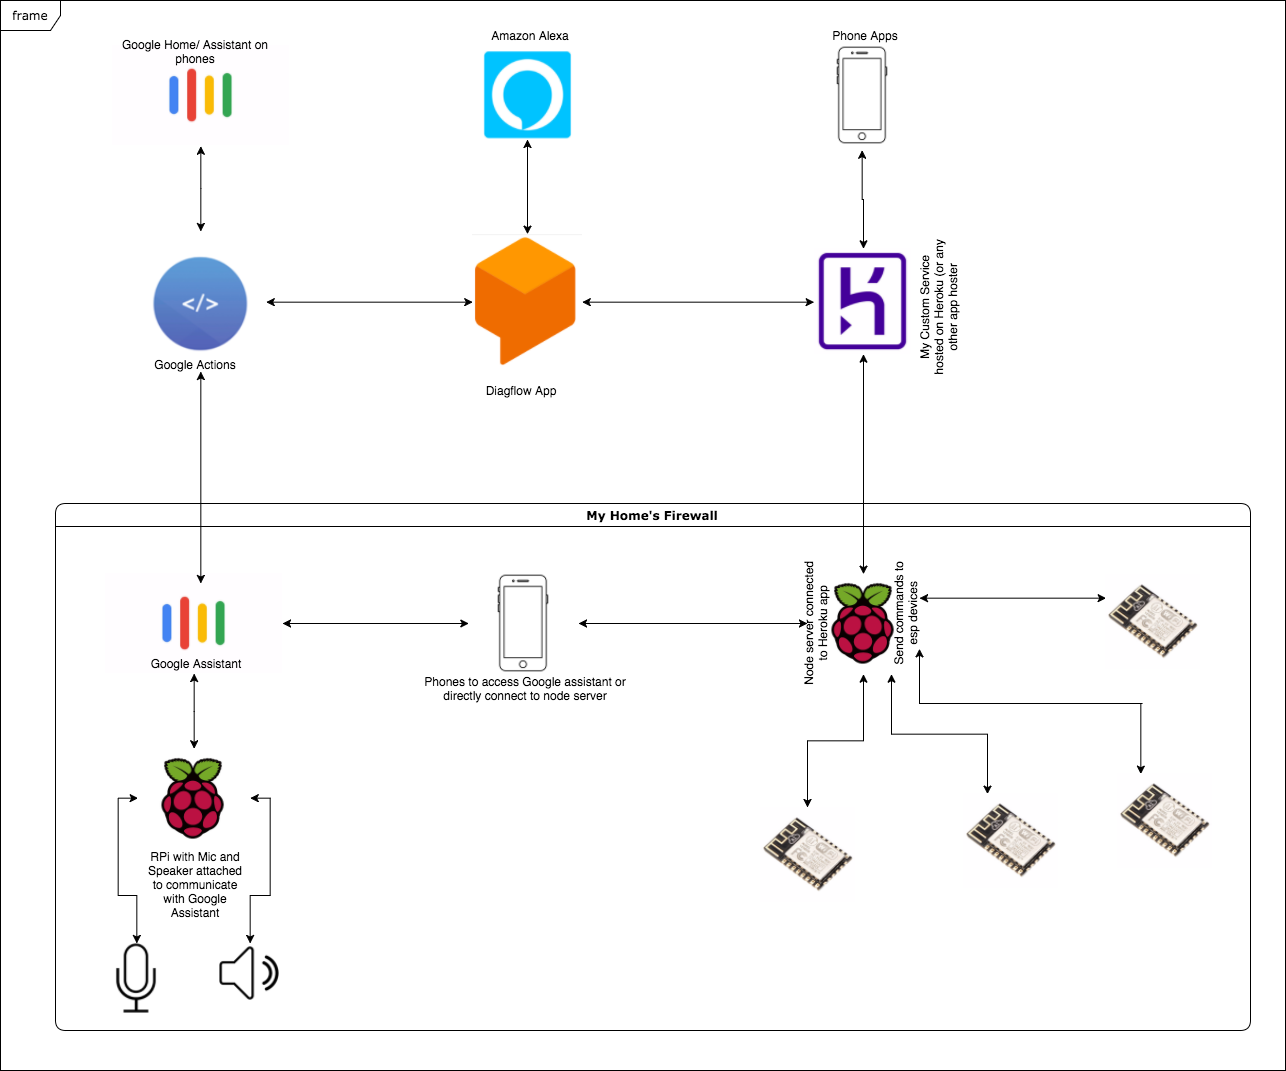 frame
Google Home/ Assistant on
phones
Amazon Alexa
Phone Apps
</>
Google Actions
Diagflow App
My Custom Service
hosted on Heroku (or any
other app hoster
My Home's Firewall
Google Assistant
Phones to access Google assistant or
directly connect to node server
Node server connected
to Heroku app
Send commands to
esp devices
RPi with Mic and
Speaker attached
to communicate
with Google
Assistant